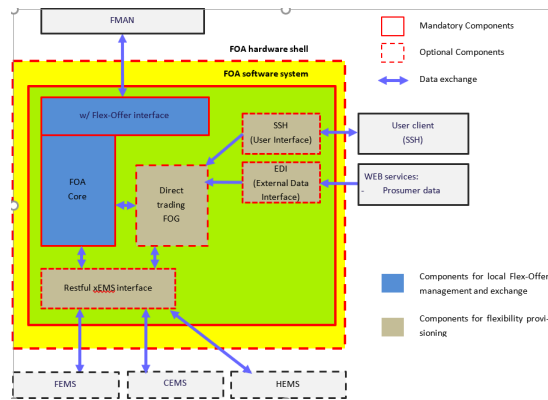 FMAN
Mandatory Components
Optional Components
Data exchange
FOA hardware shell
FOA software system
w/ Flex-Offer interface
SSH
(User Interface)
User client
(SSH)
FOA
Core
Direct
trading
FOG
EDI
(External Data
Interface)
WEB services:
- Prosumer data
Restful xEMS interface
Components for local Flex-Offer
management and exchange
Components for flexibility provi-
sioning
FEMS
CEMS
HEMS